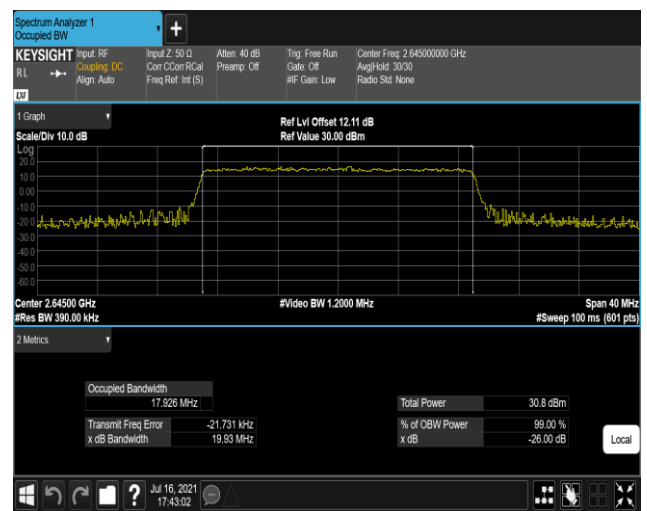 Spectrum Analyzer 1
Occupied BW
+
KEYSIGHT Input: RF Input Z: 50 Ω Atten: 40 dB Trig: Free Run Center Freq: 2.645000000 GHz
Coupling: DC Corr CCorr RCal Preamp: Off Gate: Off Avg|Hold: 30/30
RL Align: Auto Freq Ref: Int (S) #IF Gain: Low Radio Std: None
LXI
1 Graph
Ref Lvl Offset 12.11 dB
Scale/Div 10.0 dB Ref Value 30.00 dBm
Log
20.0
10.0
0.00
-10.0
-20.0
-30.0
-40.0
-50.0
-60.0
Center 2.64500 GHz #Video BW 1.2000 MHz Span 40 MHz
#Res BW 390.00 kHz #Sweep 100 ms (601 pts)
2 Metrics
Occupied Bandwidth
17.926 MHz Total Power 30.8 dBm
Transmit Freq Error -21.731 kHz % of OBW Power 99.00 %
x dB Bandwidth 19.93 MHz x dB -26.00 dB
Local
? Jul 16, 2021
17:43:02